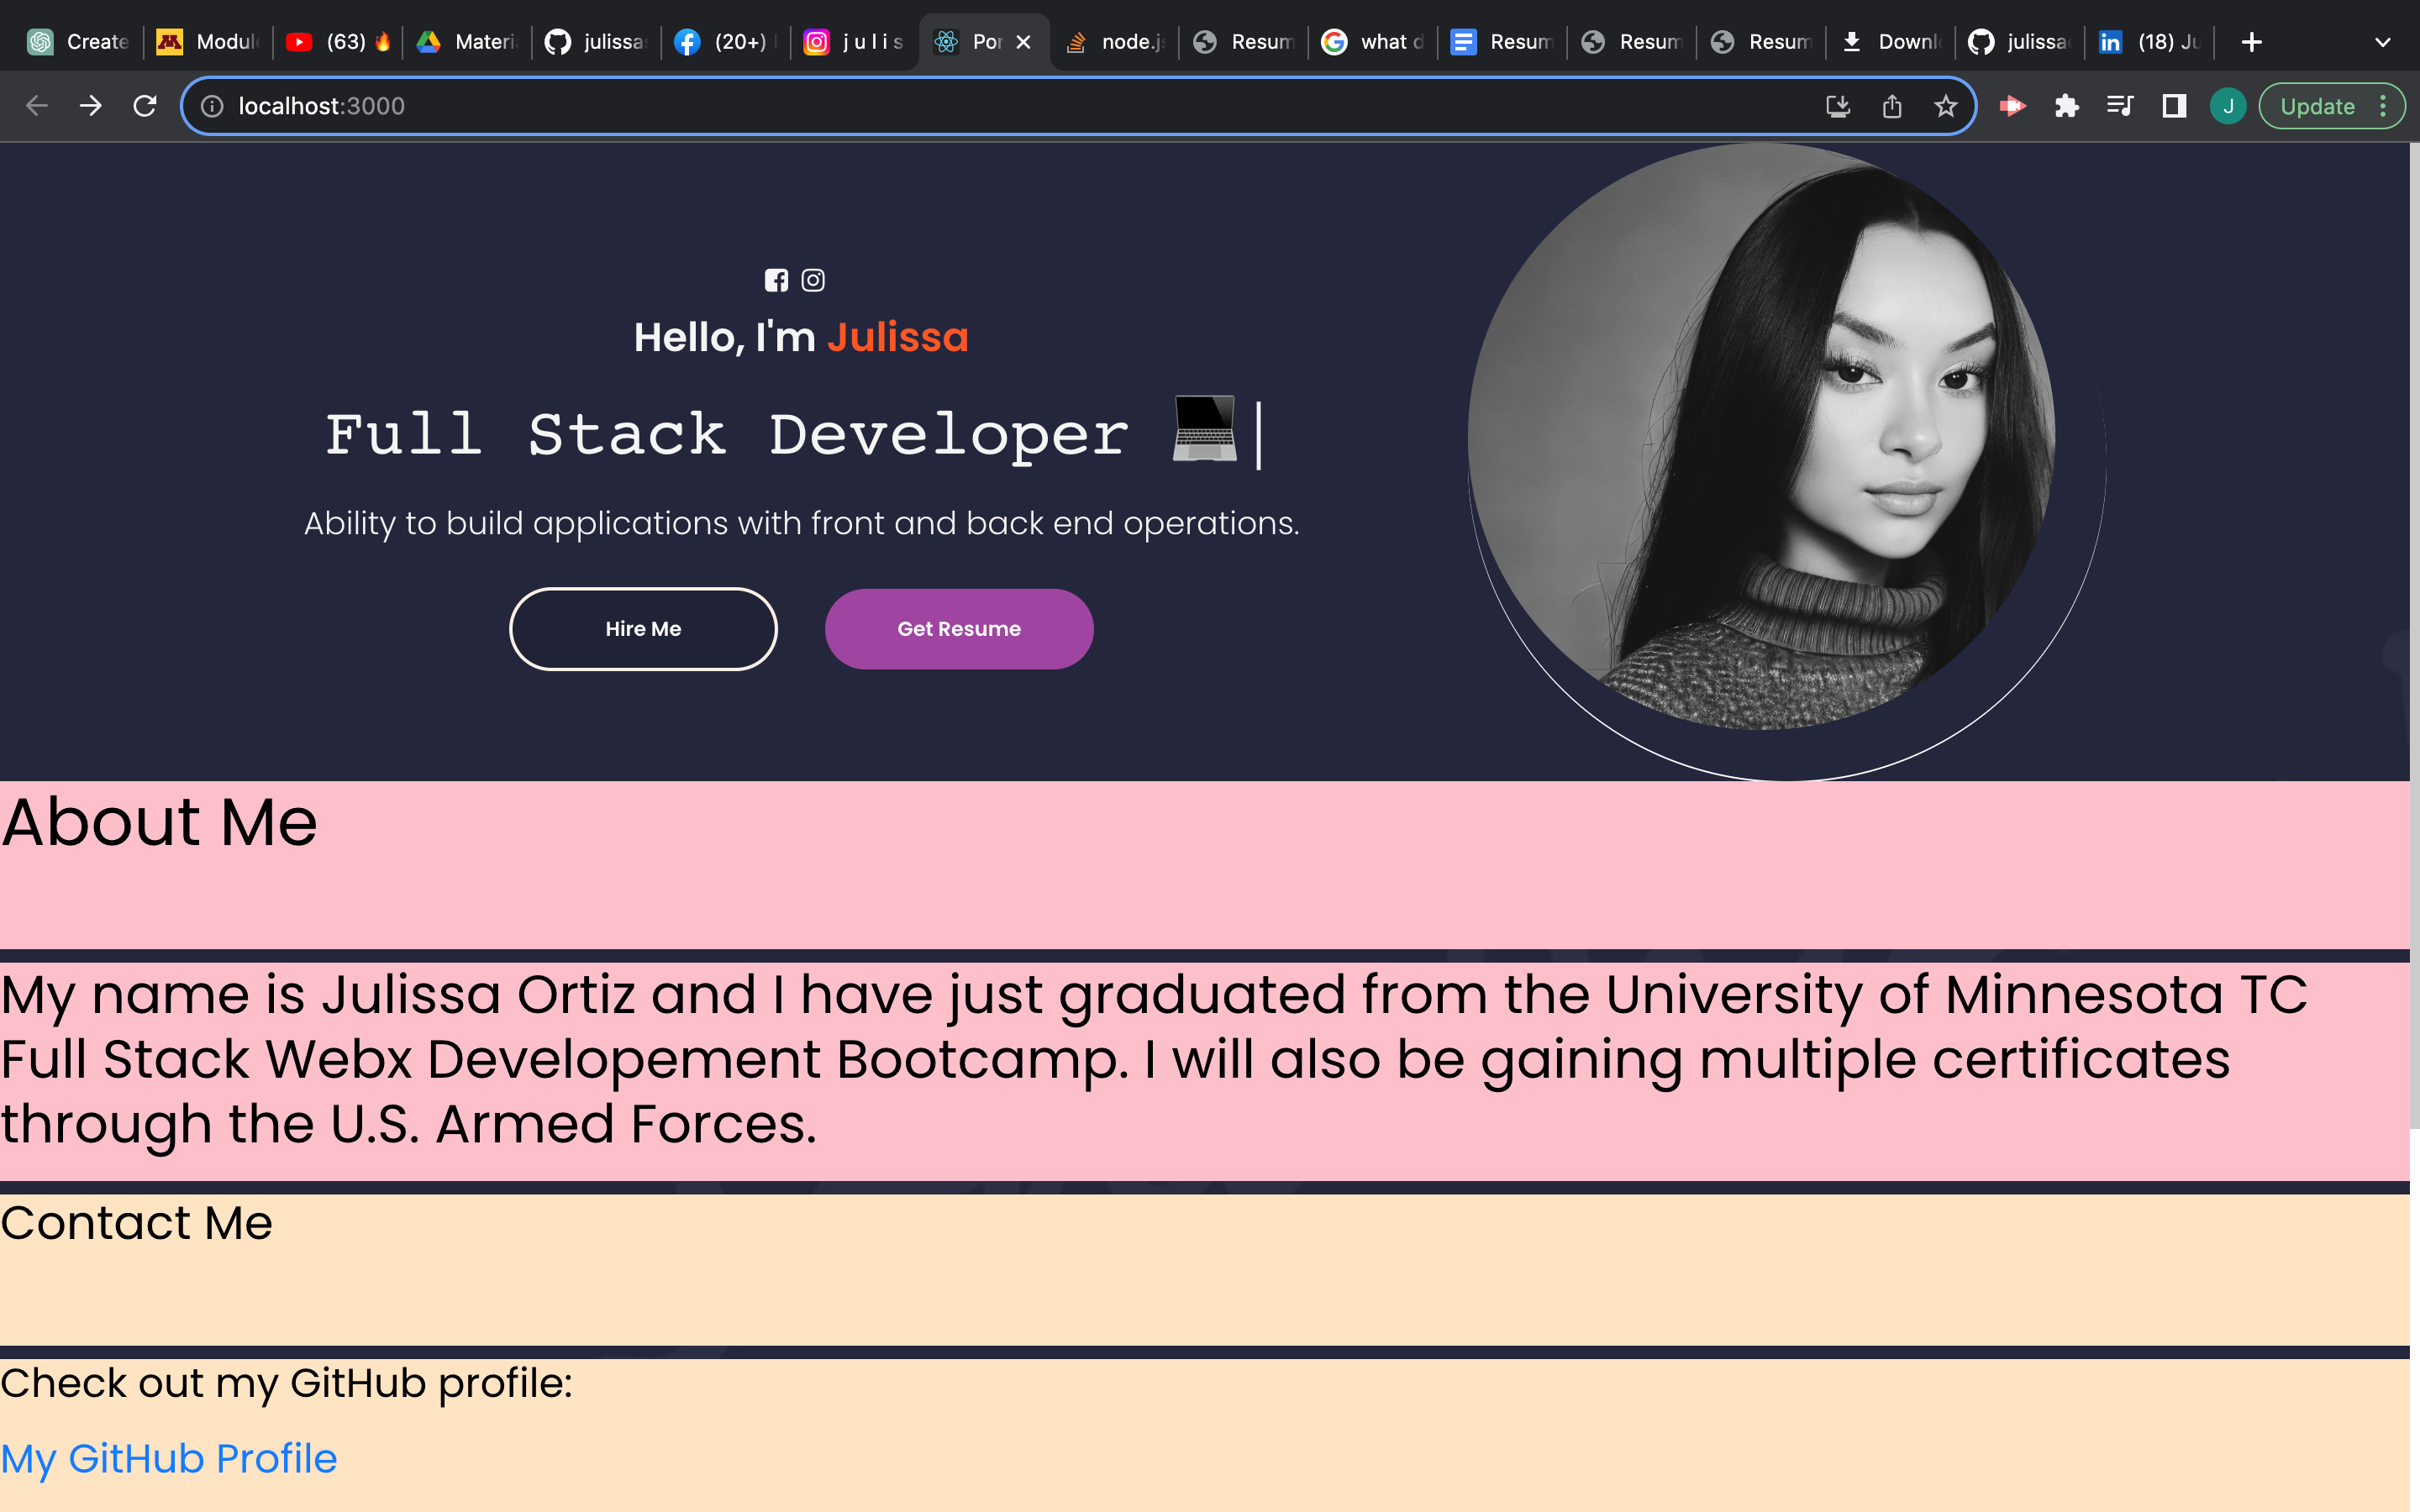 Create
Modul
(63) 🔥
Materi
julissa
(20+)
j u l i s
Por
node.j
Resum
what d
Resum
Resum
Resum
Downl
julissa
(18) Ju
localhost:3000
J
Update
Hello, I'm Julissa
Full Stack Developer 💻|
Ability to build applications with front and back end operations.
Hire Me
Get Resume
About Me
My name is Julissa Ortiz and I have just graduated from the University of Minnesota TC
Full Stack Webx Developement Bootcamp. I will also be gaining multiple certificates
through the U.S. Armed Forces.
Contact Me
Check out my GitHub profile:
My GitHub Profile